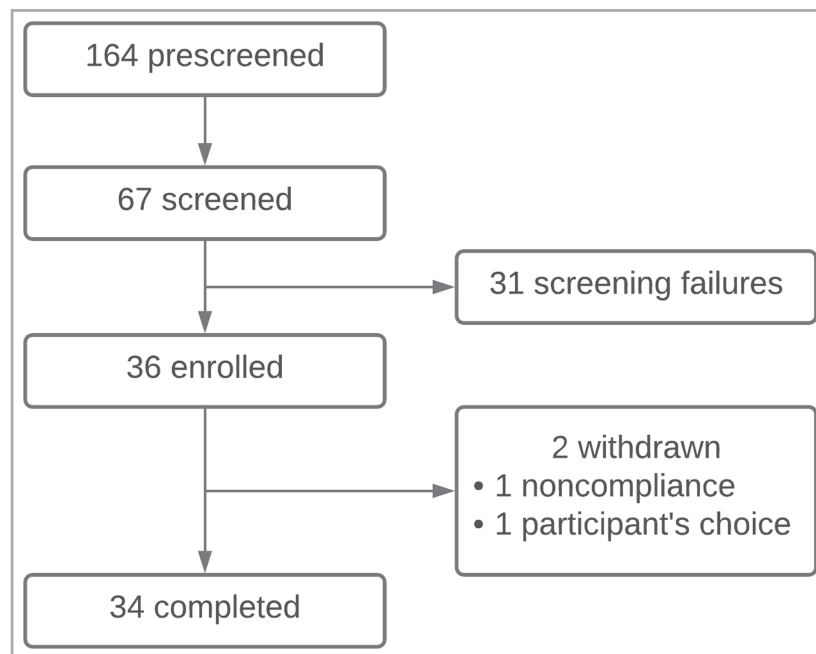 164 prescreened
67 screened
31 screening failures
36 enrolled
2 withdrawn
• 1 noncompliance
• 1 participant's choice
34 completed